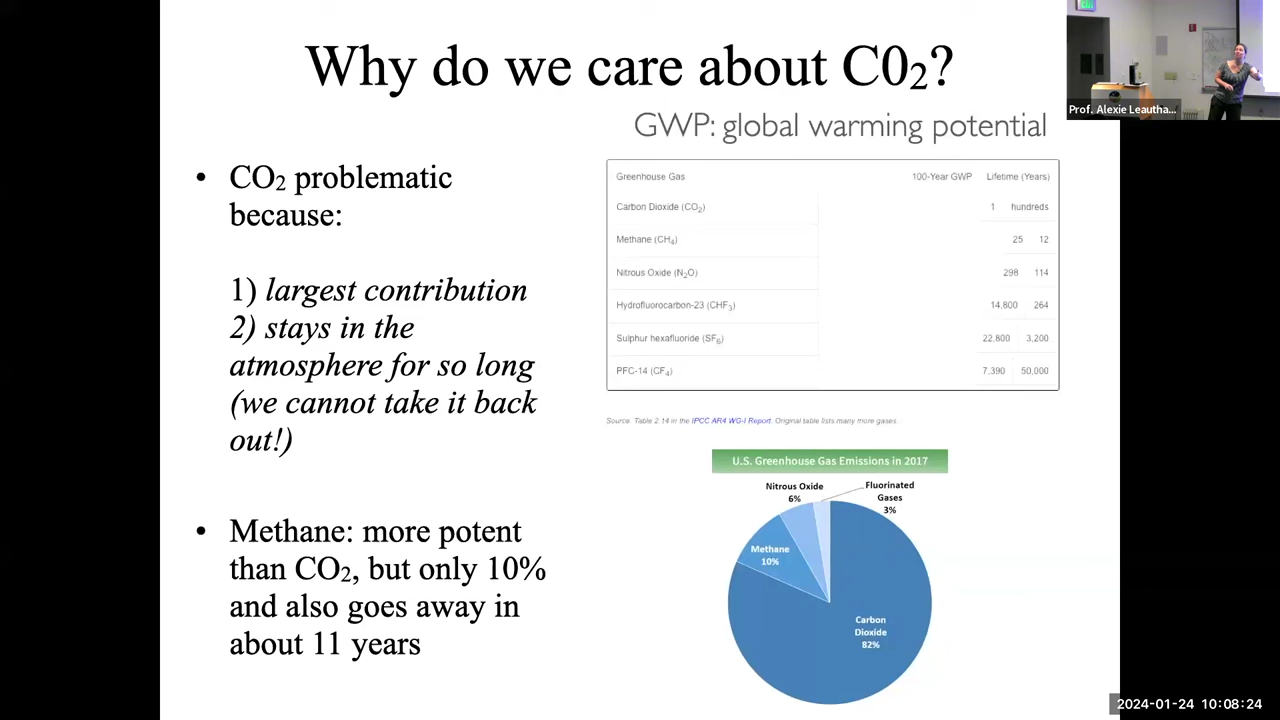 Why do we care about C0₂?
GWP: global warming potential
• CO₂ problematic
because:
1) largest contribution
2) stays in the
atmosphere for so long
(we cannot take it back
out!)
• Methane: more potent
than CO₂, but only 10%
and also goes away in
about 11 years
Greenhouse Gas 100-Year GWP Lifetime (Years)
Carbon Dioxide (CO₂) 1 hundreds
Methane (CH₄) 25 12
Nitrous Oxide (N₂O) 298 114
Hydrofluorocarbon-23 (CHF₃) 14,800 264
Sulphur hexafluoride (SF₆) 22,800 3,200
PFC-14 (CF₄) 7,390 50,000
Source. Table 2.14 in the IPCC AR4 WG-I Report. Original table lists many more gases.
U.S. Greenhouse Gas Emissions in 2017
Nitrous Oxide
6%
Fluorinated
Gases
3%
Methane
10%
Carbon
Dioxide
82%
Prof. Alexie Leautha...
2024-01-24 10:08:24